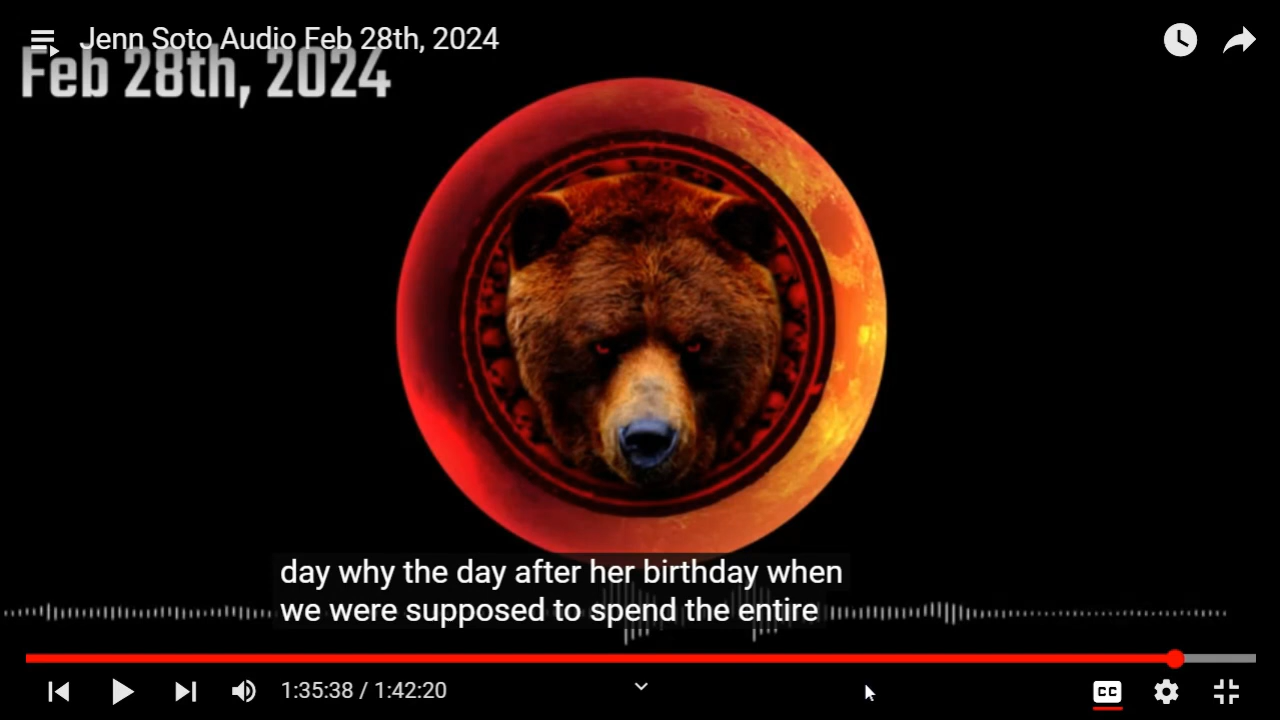 Jenn Soto Audio Feb 28th, 2024
Feb 28th, 2024
day why the day after her birthday when
we were supposed to spend the entire
1:35:38 / 1:42:20
CC